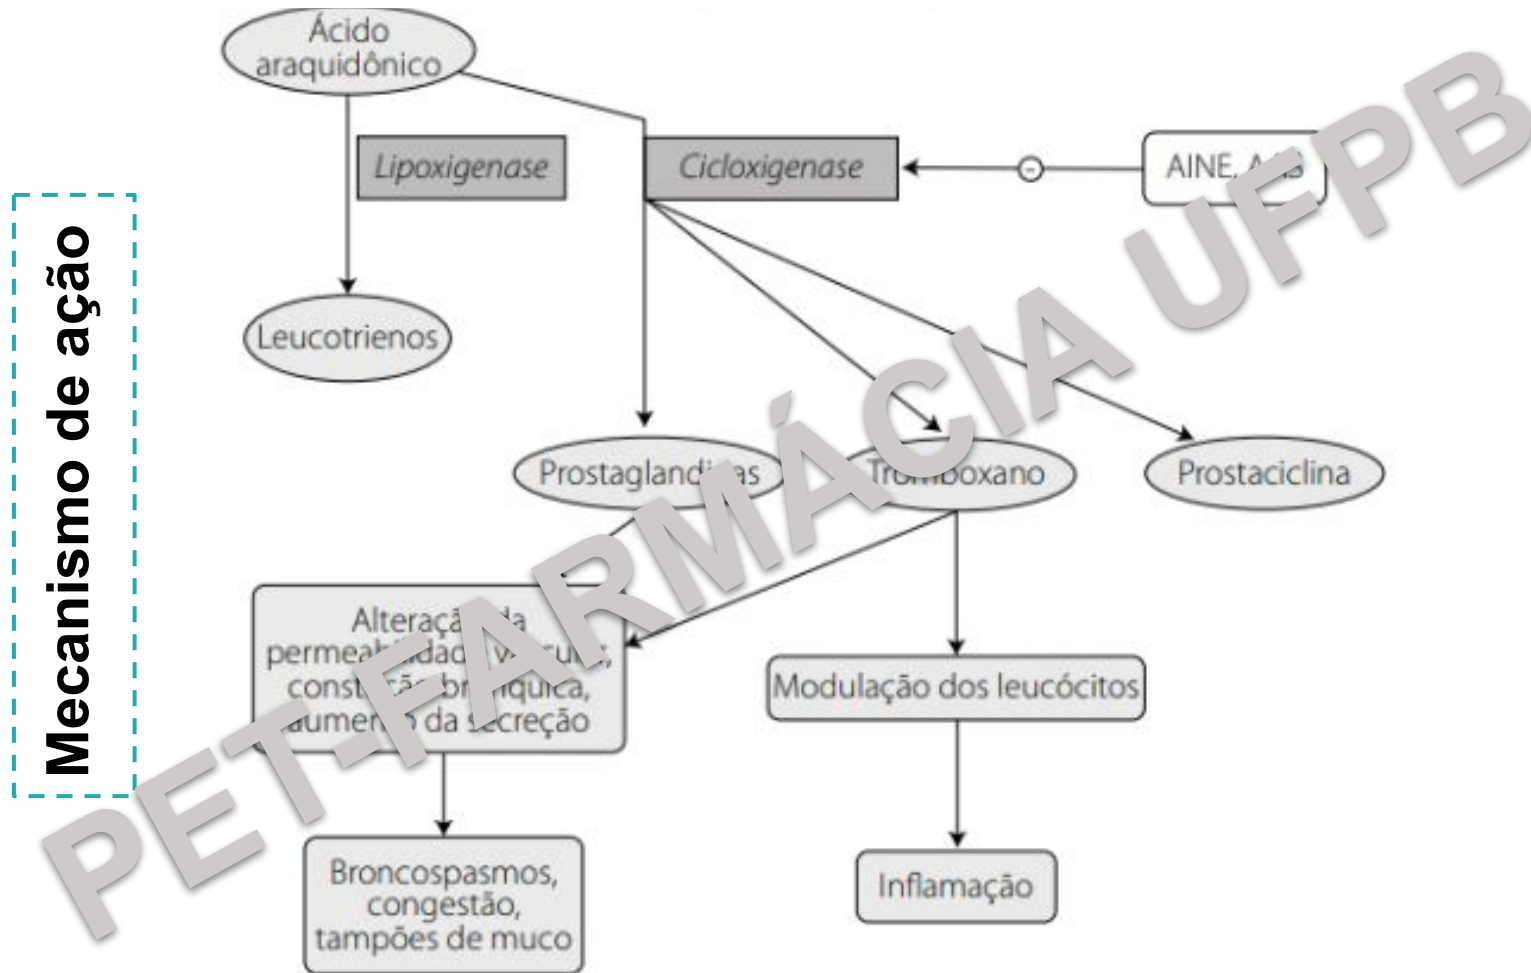 Mecanismo de ação
Ácido
araquidônico
Lipoxigenase
Cicloxigenase
-
AINE,
Leucotrienos
Prostaglandinas
Tromboxano
Prostaciclina
Alteração da
permeabilidade vascular,
constrição brônquica,
aumento da secreção
Modulação dos leucócitos
Broncospasmos,
congestão,
tampões de muco
Inflamação
PET-FARMÁCIA UFPB